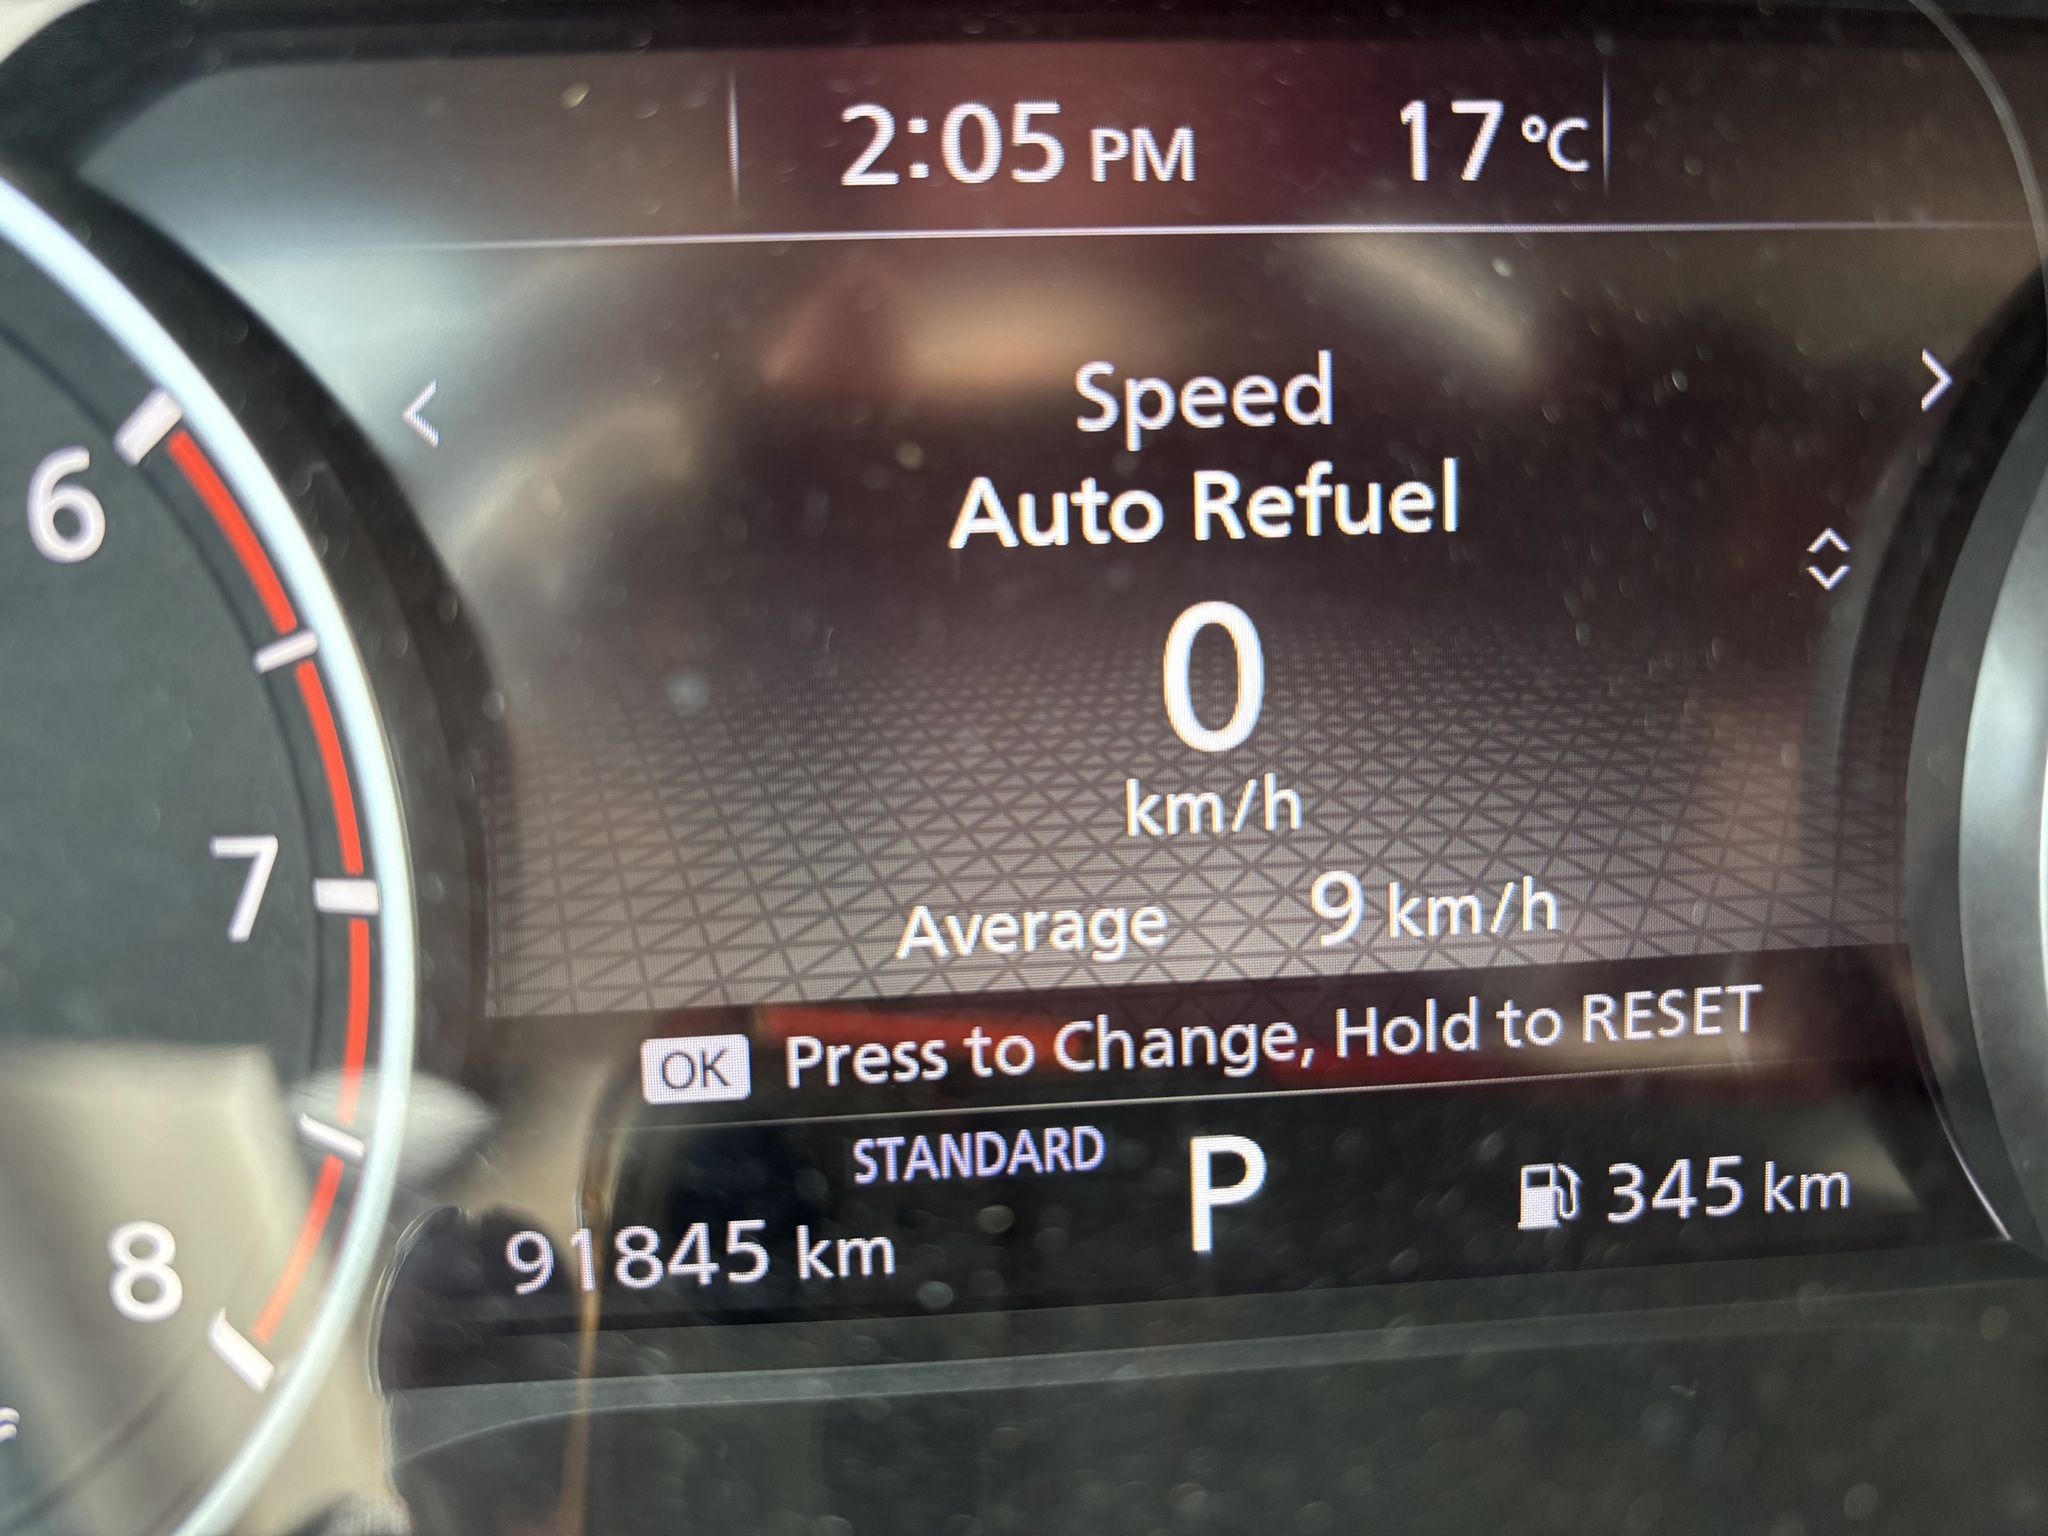 2:05 PM 17 °C
Speed
Auto Refuel
0
km/h
Average 9 km/h
OK Press to Change, Hold to RESET
STANDARD P
91845 km 345 km
6
7
8